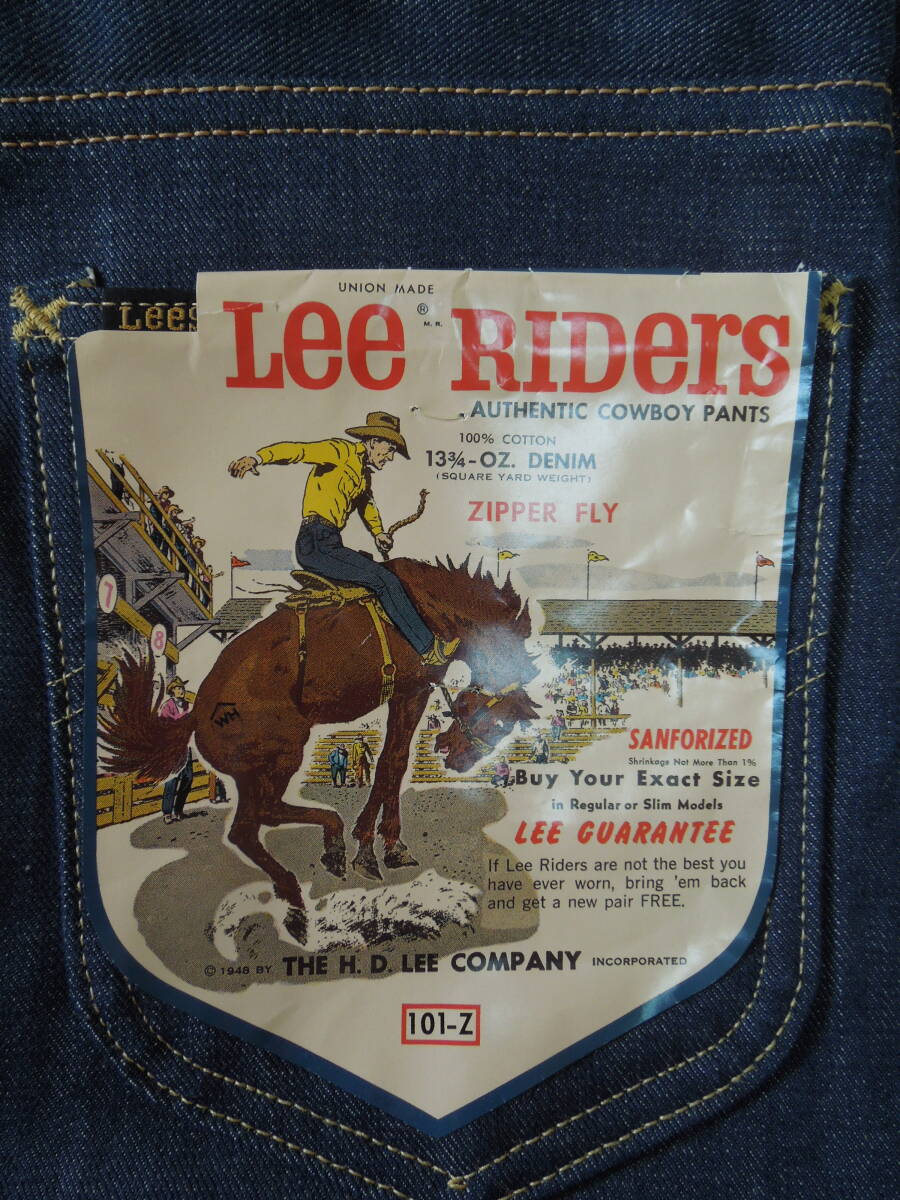 UNION MADE
Lees
Lee ® RIDers
M. R.
AUTHENTIC COWBOY PANTS
100% COTTON
13¾-OZ. DENIM
(SQUARE YARD WEIGHT)
ZIPPER FLY
7
8
WH
SANFORIZED
Shrinkage Not More Than 1%
Buy Your Exact Size
in Regular or Slim Models
LEE GUARANTEE
If Lee Riders are not the best you
have ever worn, bring 'em back
and get a new pair FREE.
© 1948 BY THE H. D. LEE COMPANY INCORPORATED
101-Z